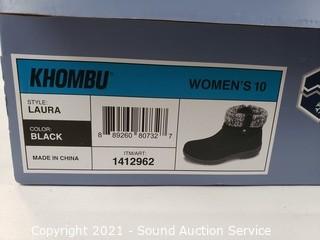 KHOMBU
WOMEN'S 10
STYLE:
LAURA
COLOR:
BLACK
8 89260 80732 7
MADE IN CHINA
ITM/ART:
1412962
Copyright 2021 - Sound Auction Service